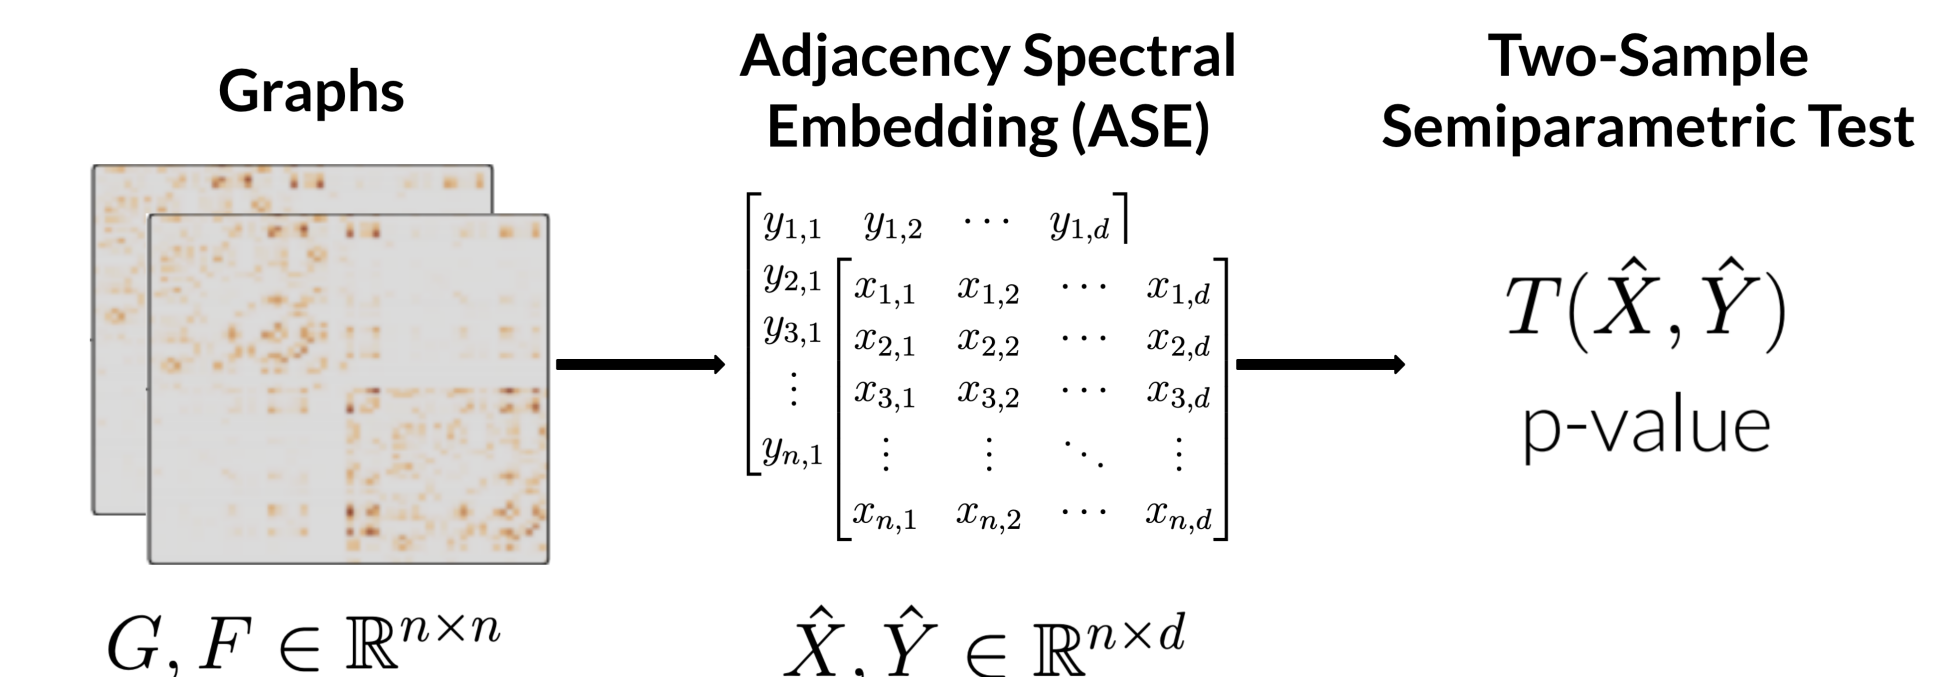 Graphs
G, F ∈ ℝⁿˣⁿ
Adjacency Spectral
Embedding (ASE)
y₁,₁ y₁,₂ ⋯ y₁,d
y₂,₁
y₃,₁
⋮
yₙ,₁
x₁,₁ x₁,₂ ⋯ x₁,d
x₂,₁ x₂,₂ ⋯ x₂,d
x₃,₁ x₃,₂ ⋯ x₃,d
⋮ ⋮ ⋱ ⋮
xₙ,₁ xₙ,₂ ⋯ xₙ,d
X̂, Ŷ ∈ ℝⁿˣᵈ
Two-Sample
Semiparametric Test
T(X̂, Ŷ)
p-value